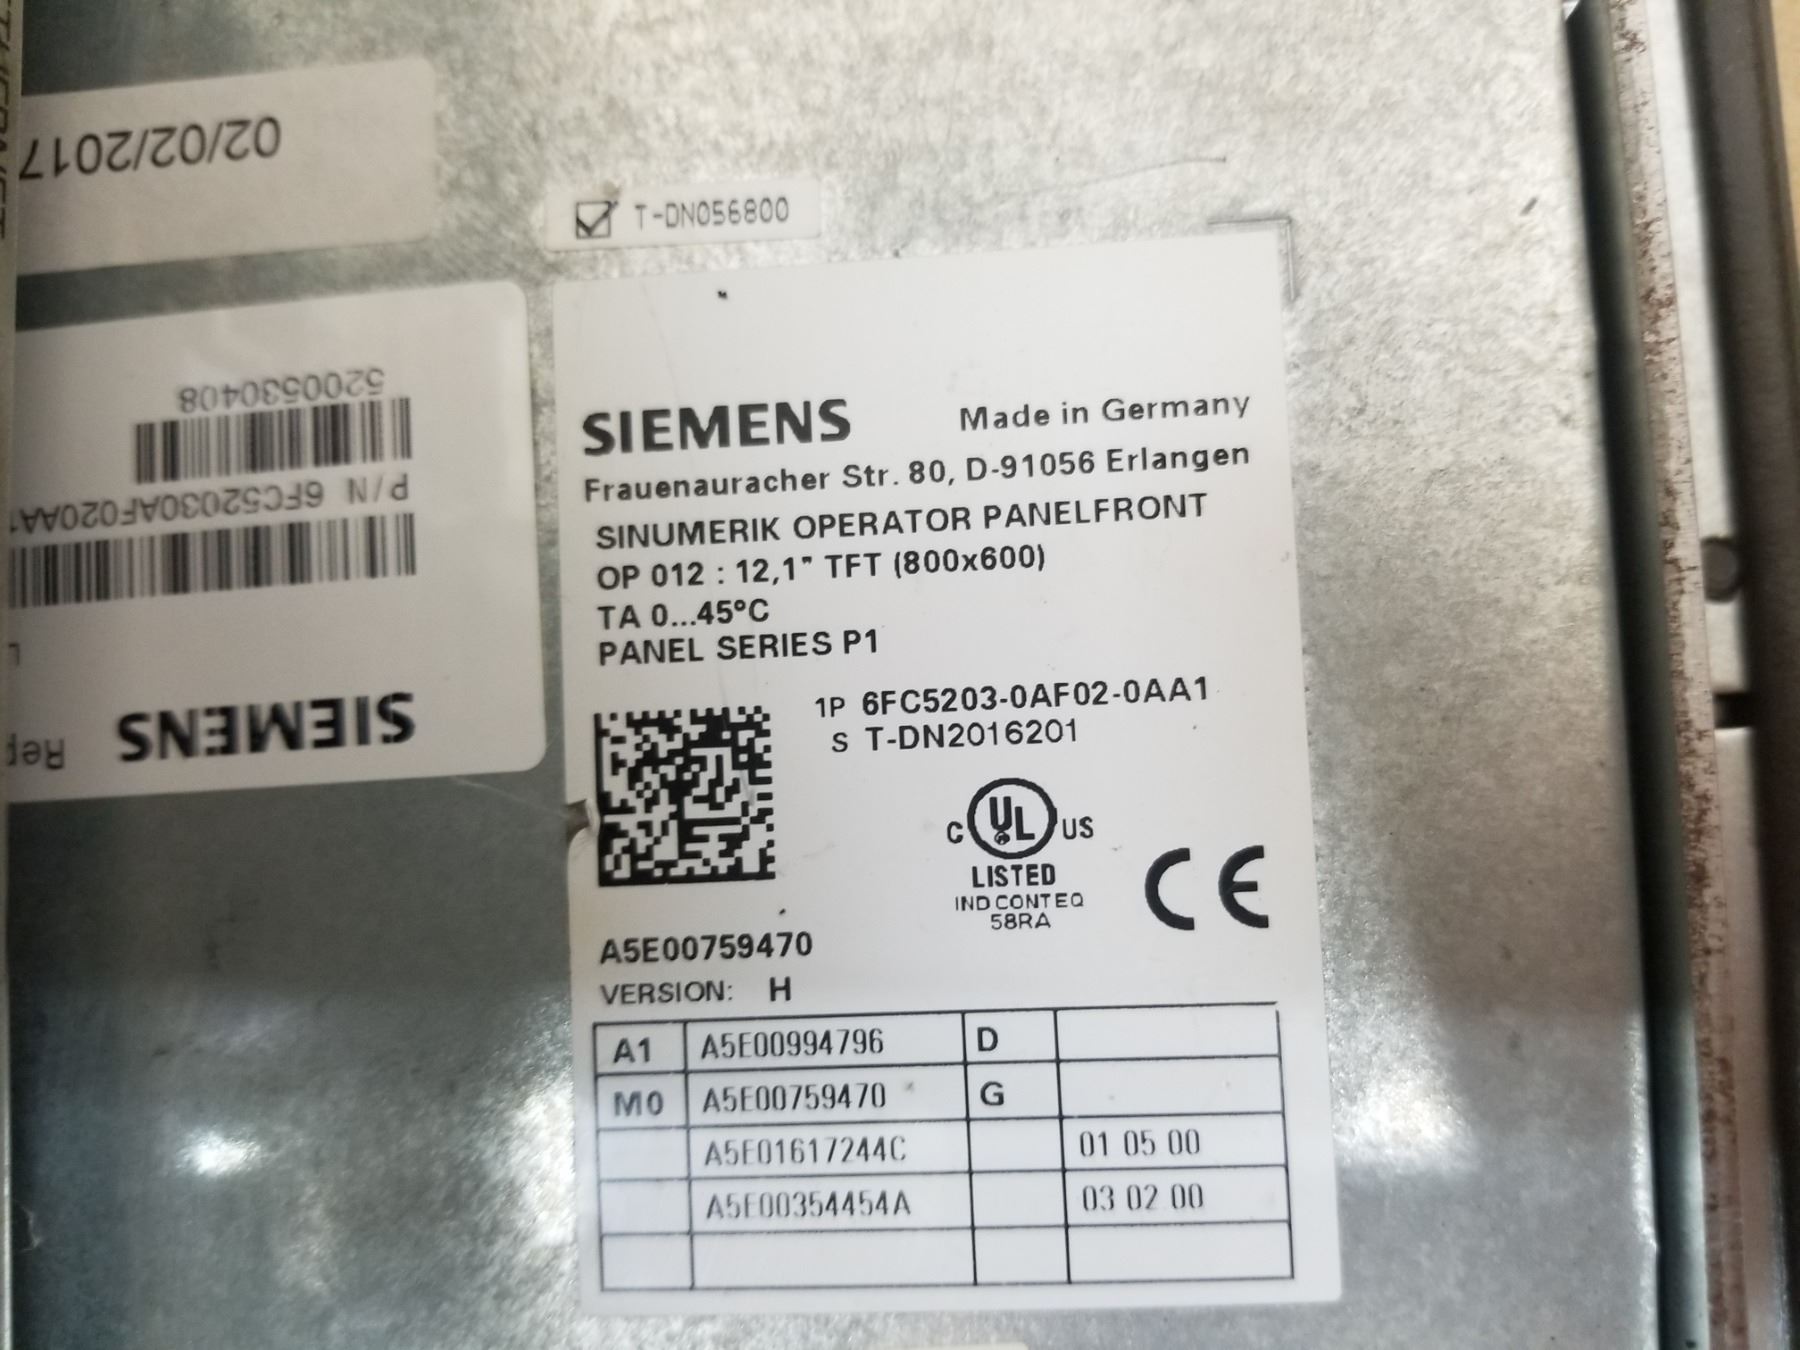 02/02/2017
T-DN056800
5200530408
P/N 6FC52030AF020AA1
SIEMENS Rep
SIEMENS Made in Germany
Frauenauracher Str. 80, D-91056 Erlangen
SINUMERIK OPERATOR PANELFRONT
OP 012 : 12,1" TFT (800x600)
TA 0...45°C
PANEL SERIES P1
1P 6FC5203-0AF02-0AA1
S T-DN2016201
C UL US
LISTED
IND CONT EQ
58RA
CE
A5E00759470
VERSION: H
A1 A5E00994796 D
M0 A5E00759470 G
A5E01617244C 01 05 00
A5E00354454A 03 02 00